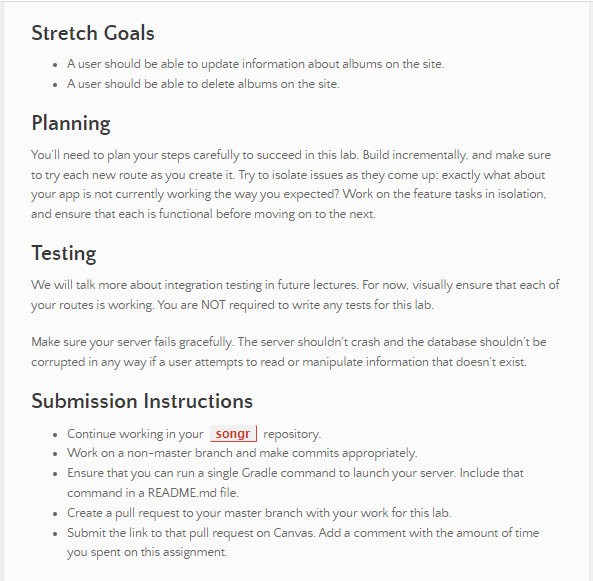 Stretch Goals
• A user should be able to update information about albums on the site.
• A user should be able to delete albums on the site.
Planning
You'll need to plan your steps carefully to succeed in this lab. Build incrementally, and make sure
to try each new route as you create it. Try to isolate issues as they come up: exactly what about
your app is not currently working the way you expected? Work on the feature tasks in isolation,
and ensure that each is functional before moving on to the next.
Testing
We will talk more about integration testing in future lectures. For now, visually ensure that each of
your routes is working. You are NOT required to write any tests for this lab.
Make sure your server fails gracefully. The server shouldn't crash and the database shouldn't be
corrupted in any way if a user attempts to read or manipulate information that doesn't exist.
Submission Instructions
• Continue working in your songr repository.
• Work on a non-master branch and make commits appropriately.
• Ensure that you can run a single Gradle command to launch your server. Include that
command in a README.md file.
• Create a pull request to your master branch with your work for this lab.
• Submit the link to that pull request on Canvas. Add a comment with the amount of time
you spent on this assignment.